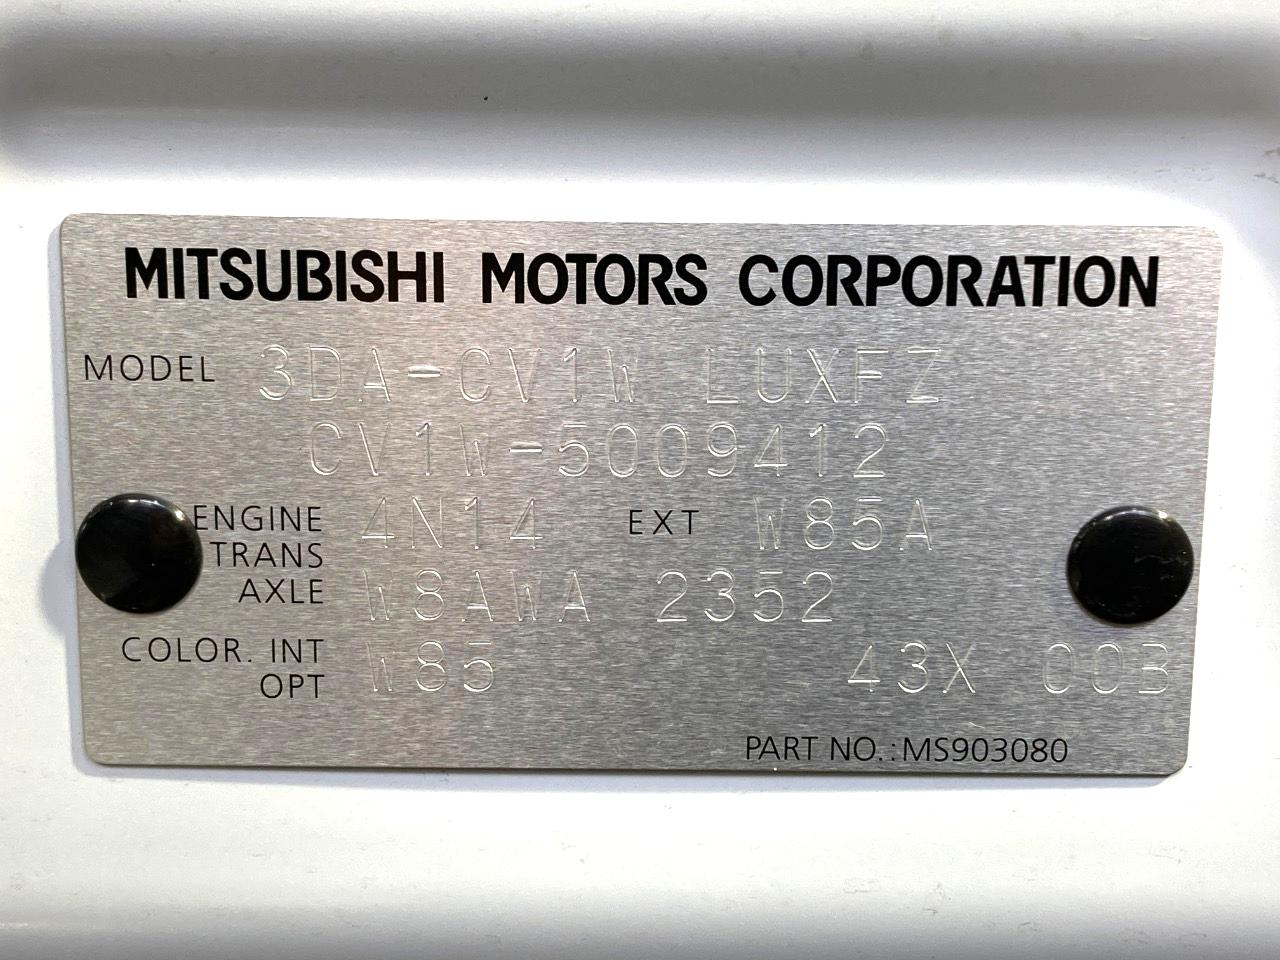 MITSUBISHI MOTORS CORPORATION
MODEL 3DA-CV1W LUXFZ
CV1W-5009412
ENGINE 4N14 EXT W85A
TRANS
AXLE W8AWA 2352
COLOR. INT W85 43X 00B
OPT
PART NO.: MS903080